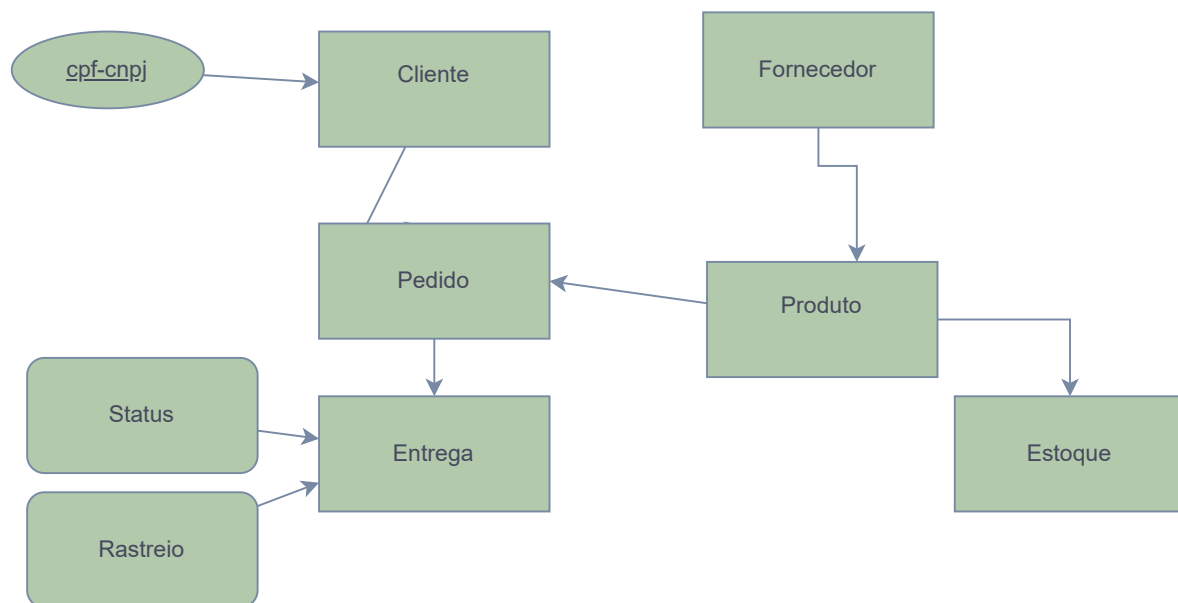 cpf-cnpj
Cliente
Fornecedor
Pedido
Produto
Status
Entrega
Estoque
Rastreio